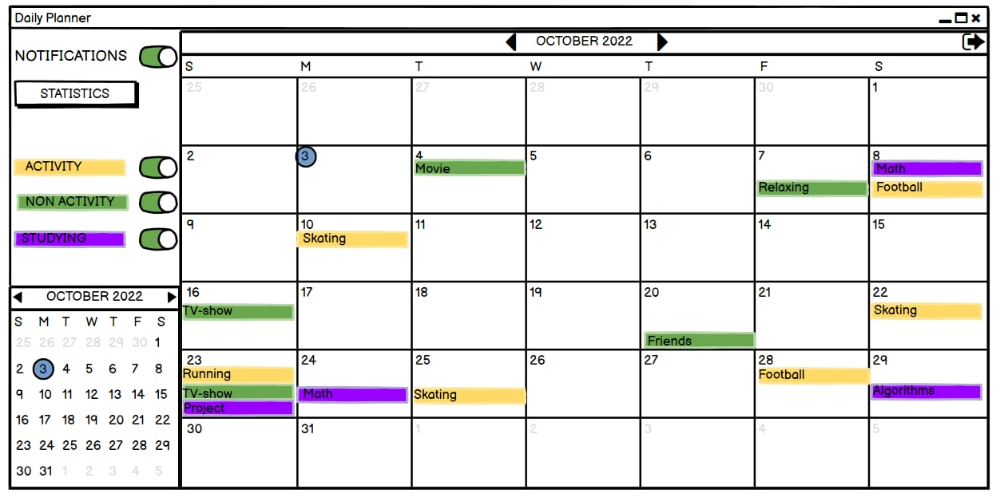 Daily Planner
NOTIFICATIONS
STATISTICS
ACTIVITY
NON ACTIVITY
STUDYING
OCTOBER 2022
S M T W T F S
25 26 27 28 29 30 1
2 3 4 5 6 7 8
9 10 11 12 13 14 15
16 17 18 19 20 21 22
23 24 25 26 27 28 29
30 31 1 2 3 4 5
OCTOBER 2022
S M T W T F S
25 26 27 28 29 30 1
2 3 4 5 6 7 8
Movie Math
Relaxing Football
9 10 11 12 13 14 15
Skating
16 17 18 19 20 21 22
TV-show Skating
Friends
23 24 25 26 27 28 29
Running Football
TV-show Math Skating Algorithms
Project
30 31 1 2 3 4 5